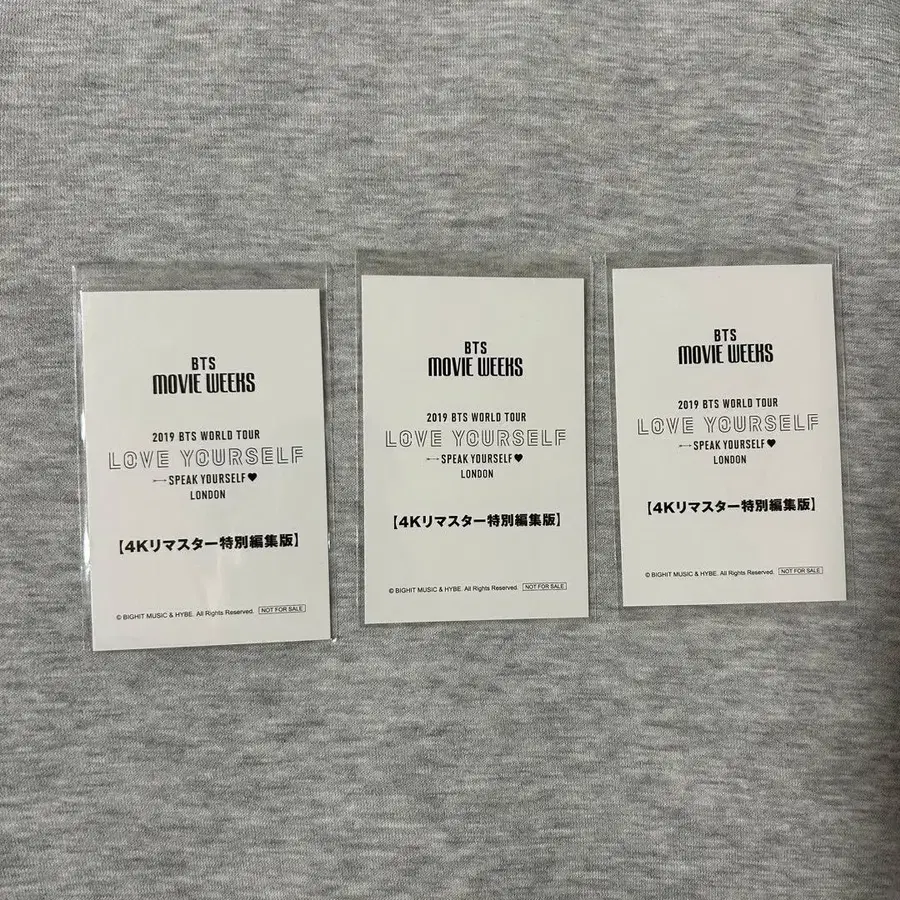 BTS
MOVIE WEEKS
2019 BTS WORLD TOUR
LOVE YOURSELF
SPEAK YOURSELF
LONDON
【4Kリマスター特別編集版】
© BIGHIT MUSIC & HYBE. All Rights Reserved. NOT FOR SALE
BTS
MOVIE WEEKS
2019 BTS WORLD TOUR
LOVE YOURSELF
SPEAK YOURSELF
LONDON
【4Kリマスター特別編集版】
© BIGHIT MUSIC & HYBE. All Rights Reserved. NOT FOR SALE
BTS
MOVIE WEEKS
2019 BTS WORLD TOUR
LOVE YOURSELF
SPEAK YOURSELF
LONDON
【4Kリマスター特別編集版】
© BIGHIT MUSIC & HYBE. All Rights Reserved. NOT FOR SALE